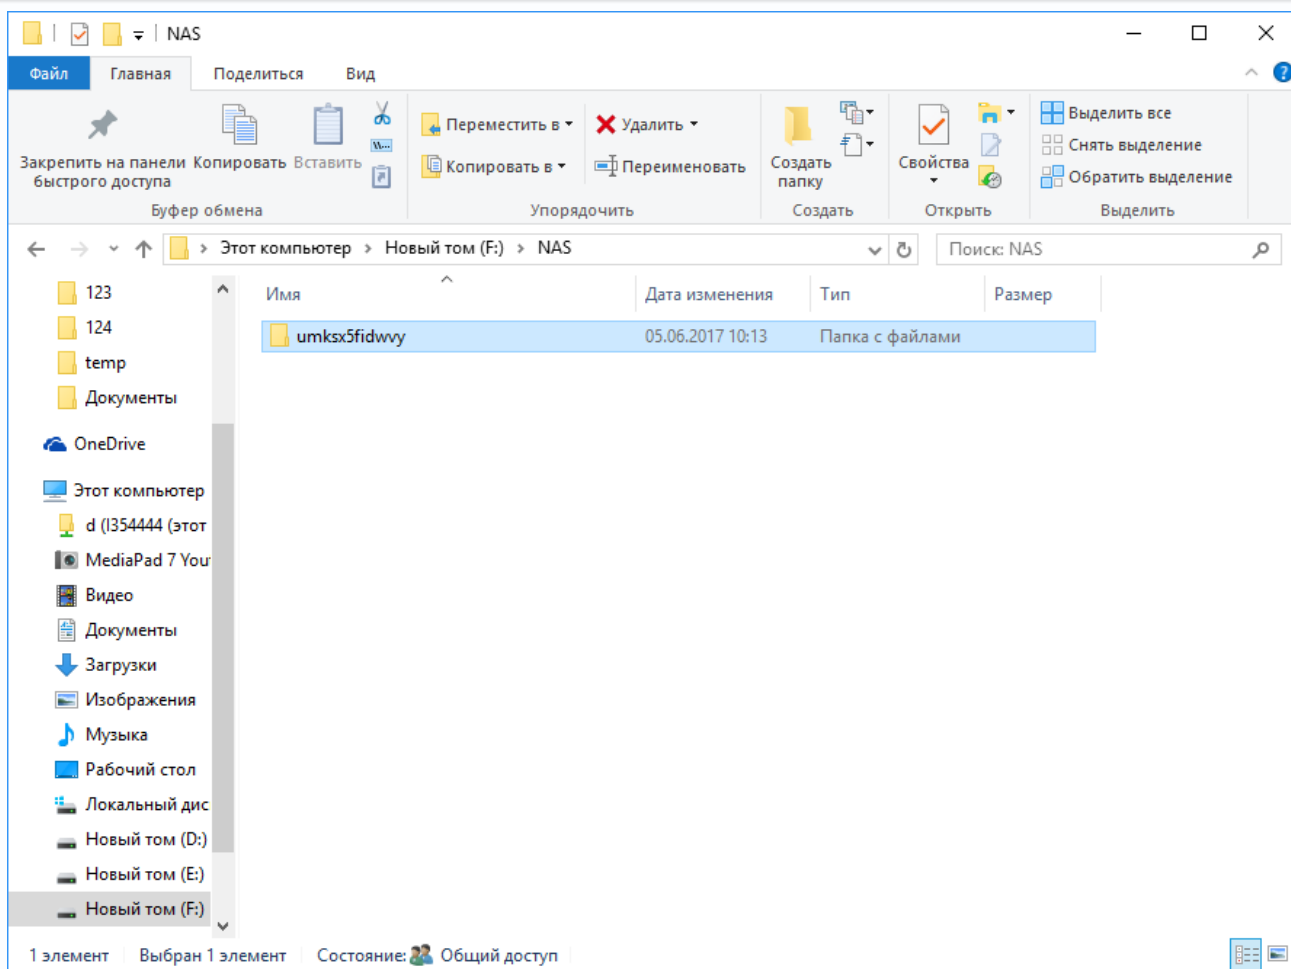 NAS
Файл Главная Поделиться Вид
Закрепить на панели быстрого доступа
Копировать
Вставить
Переместить в
Копировать в
Удалить
Переименовать
Создать папку
Свойства
Выделить все
Снять выделение
Обратить выделение
Буфер обмена Упорядочить Создать Открыть Выделить
Этот компьютер Новый том (F:) NAS
Поиск: NAS
Имя Дата изменения Тип Размер
umksx5fidwvy 05.06.2017 10:13 Папка с файлами
123
124
temp
Документы
OneDrive
Этот компьютер
d (I354444 (этот
MediaPad 7 You
Видео
Документы
Загрузки
Изображения
Музыка
Рабочий стол
Локальный дис
Новый том (D:)
Новый том (E:)
Новый том (F:)
1 элемент Выбран 1 элемент Состояние: Общий доступ